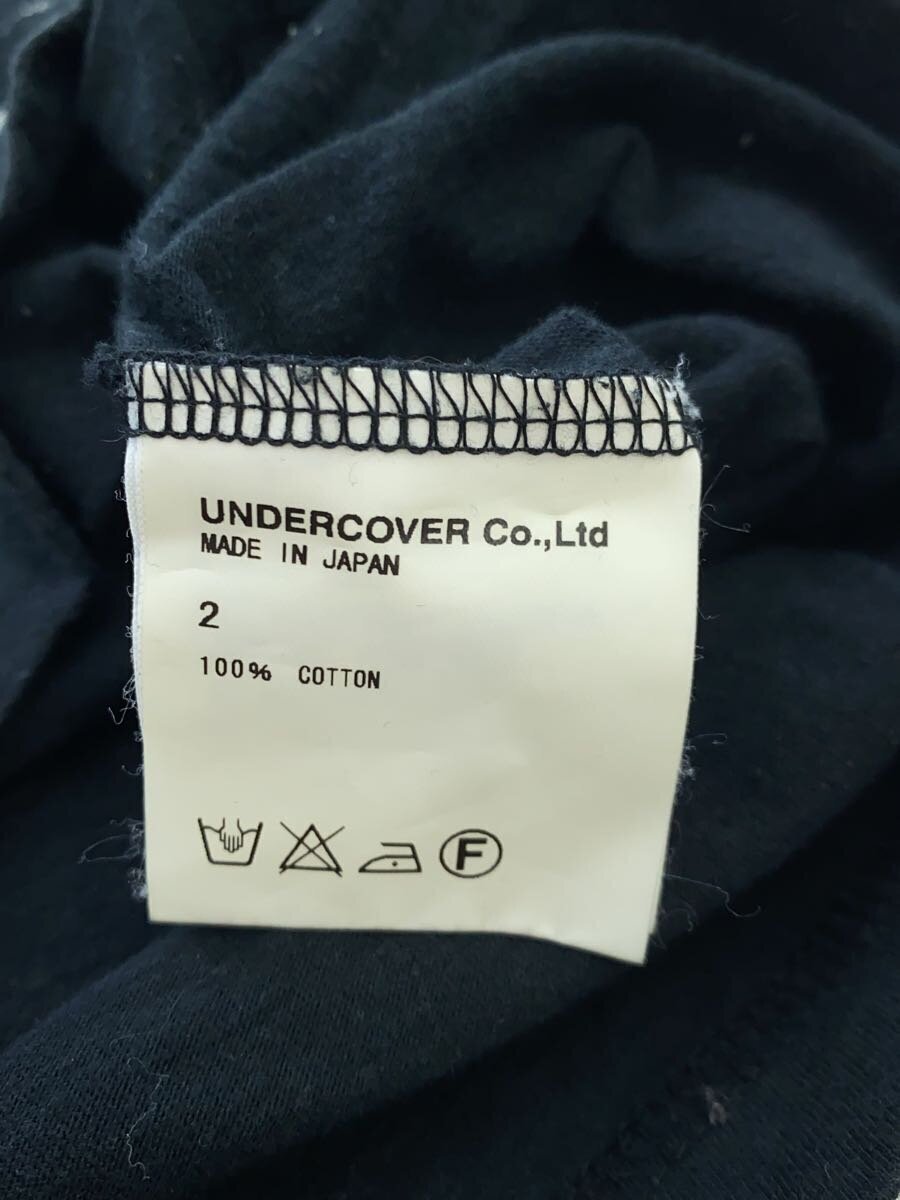 UNDERCOVER Co.,Ltd
MADE IN JAPAN
2
100% COTTON
F